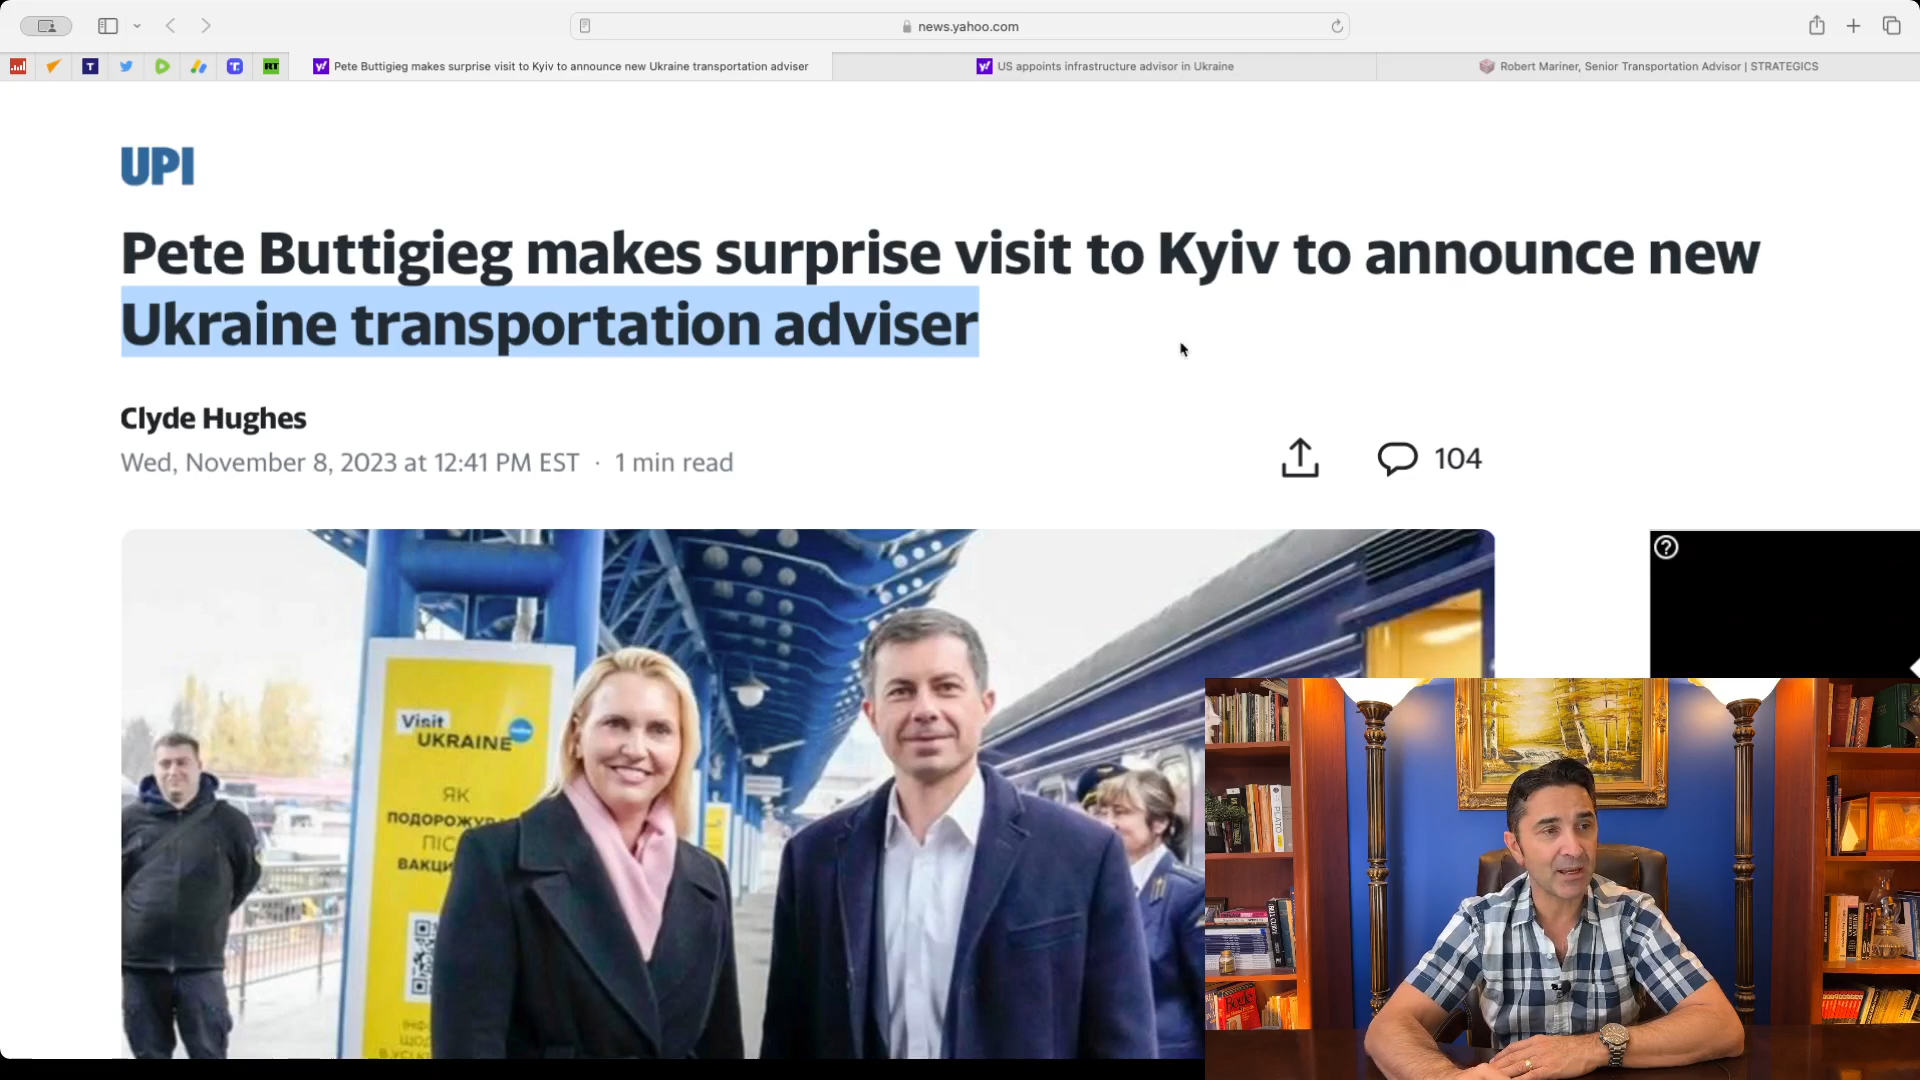 news.yahoo.com
Pete Buttigieg makes surprise visit to Kyiv to announce new Ukraine transportation adviser
US appoints infrastructure advisor in Ukraine
Robert Mariner, Senior Transportation Advisor | STRATEGICS
UPI
Pete Buttigieg makes surprise visit to Kyiv to announce new
Ukraine transportation adviser
Clyde Hughes
Wed, November 8, 2023 at 12:41 PM EST · 1 min read
104
Visit
UKRAINE
ЯК
ПІС
PLATO